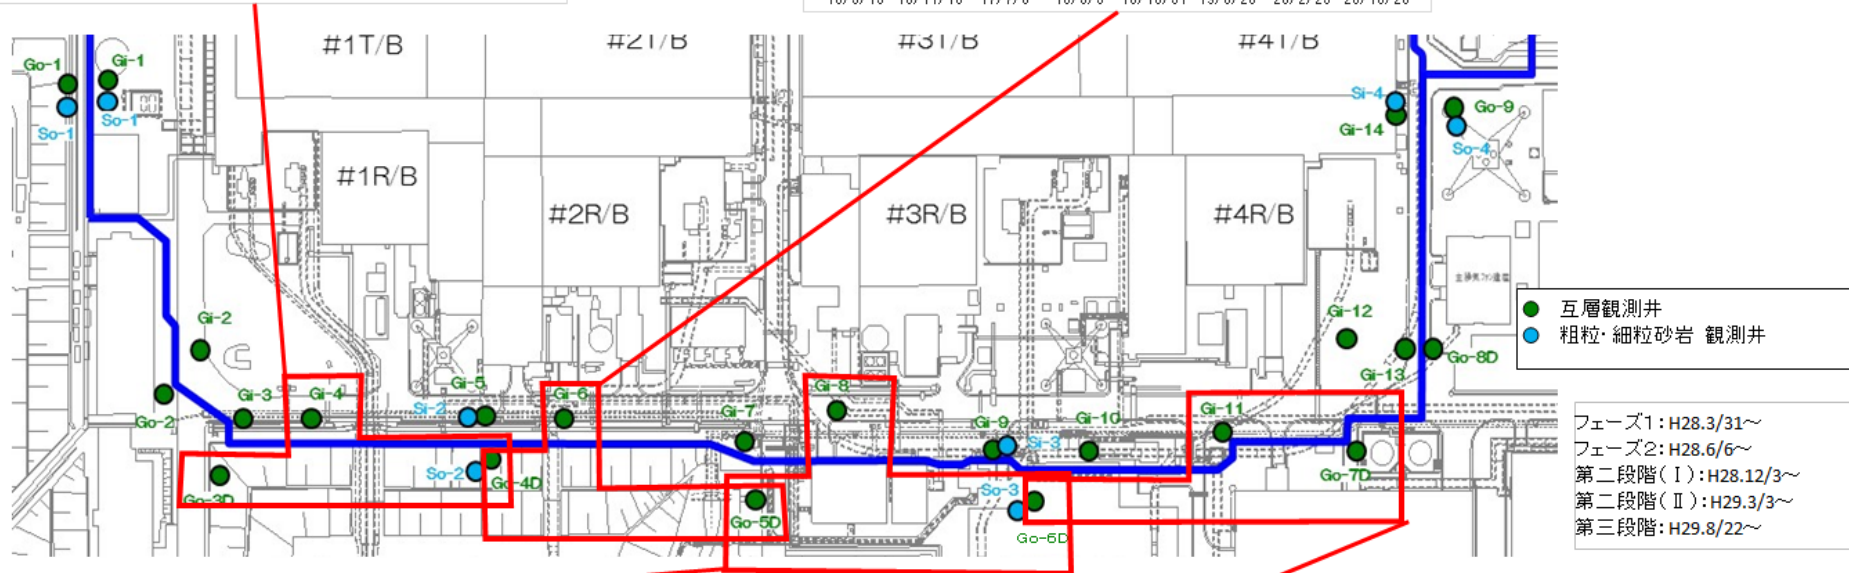 #1T/B
#2T/B
#3T/B
#4T/B
Go-1
Gi-1
So-1
So-1
Si-4
Gi-14
Go-9
So-4
#1R/B
#2R/B
#3R/B
#4R/B
Gi-2
Gi-12
Go-8D
Gi-13
Go-2
Gi-3
Gi-4
Gi-5
Si-2
Gi-6
Gi-7
Gi-8
Gi-9
Si-3
Gi-10
Gi-11
Go-3D
So-2
Go-4D
Go-5D
So-3
Go-6D
Go-7D
互層観測井
粗粒・細粒砂岩 観測井
フェーズ1:H28.3/31～
フェーズ2:H28.6/6～
第二段階(Ⅰ):H28.12/3～
第二段階(Ⅱ):H29.3/3～
第三段階:H29.8/22～